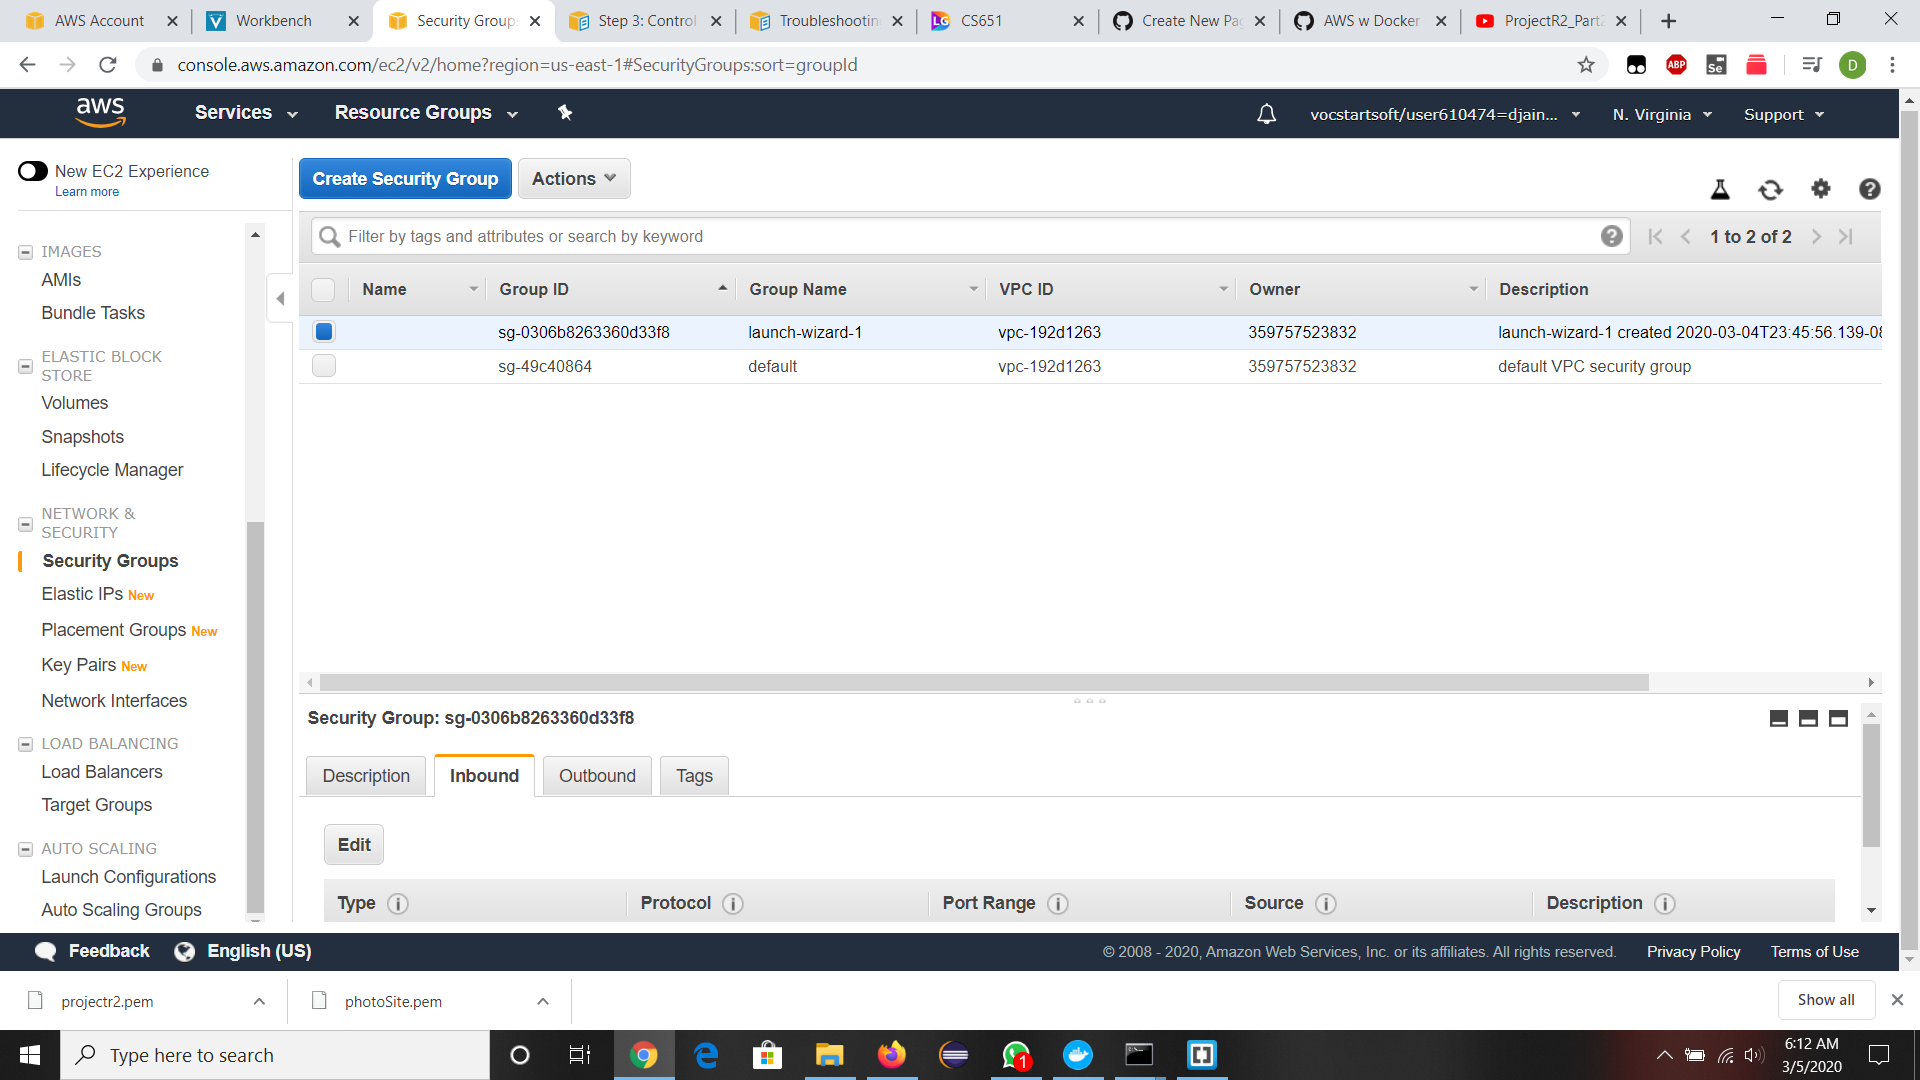 AWS Account
Workbench
Security Groups
Step 3: Control
Troubleshooting
CS651
Create New Pag
AWS w Docker
ProjectR2_Part2
console.aws.amazon.com/ec2/v2/home?region=us-east-1#SecurityGroups:sort=groupId
ABP
Se
D
aws
Services
Resource Groups
vocstartsoft/user610474=djain...
N. Virginia
Support
New EC2 Experience
Learn more
Create Security Group
Actions
Filter by tags and attributes or search by keyword
1 to 2 of 2
Name
Group ID
Group Name
VPC ID
Owner
Description
sg-0306b8263360d33f8
launch-wizard-1
vpc-192d1263
359757523832
launch-wizard-1 created 2020-03-04T23:45:56.139-08
sg-49c40864
default
vpc-192d1263
359757523832
default VPC security group
IMAGES
AMIs
Bundle Tasks
ELASTIC BLOCK
STORE
Volumes
Snapshots
Lifecycle Manager
NETWORK &
SECURITY
Security Groups
Elastic IPs New
Placement Groups New
Key Pairs New
Network Interfaces
LOAD BALANCING
Load Balancers
Target Groups
AUTO SCALING
Launch Configurations
Auto Scaling Groups
Security Group: sg-0306b8263360d33f8
Description
Inbound
Outbound
Tags
Edit
Type
Protocol
Port Range
Source
Description
Feedback
English (US)
© 2008 - 2020, Amazon Web Services, Inc. or its affiliates. All rights reserved.
Privacy Policy
Terms of Use
projectr2.pem
photoSite.pem
Show all
Type here to search
1
6:12 AM
3/5/2020